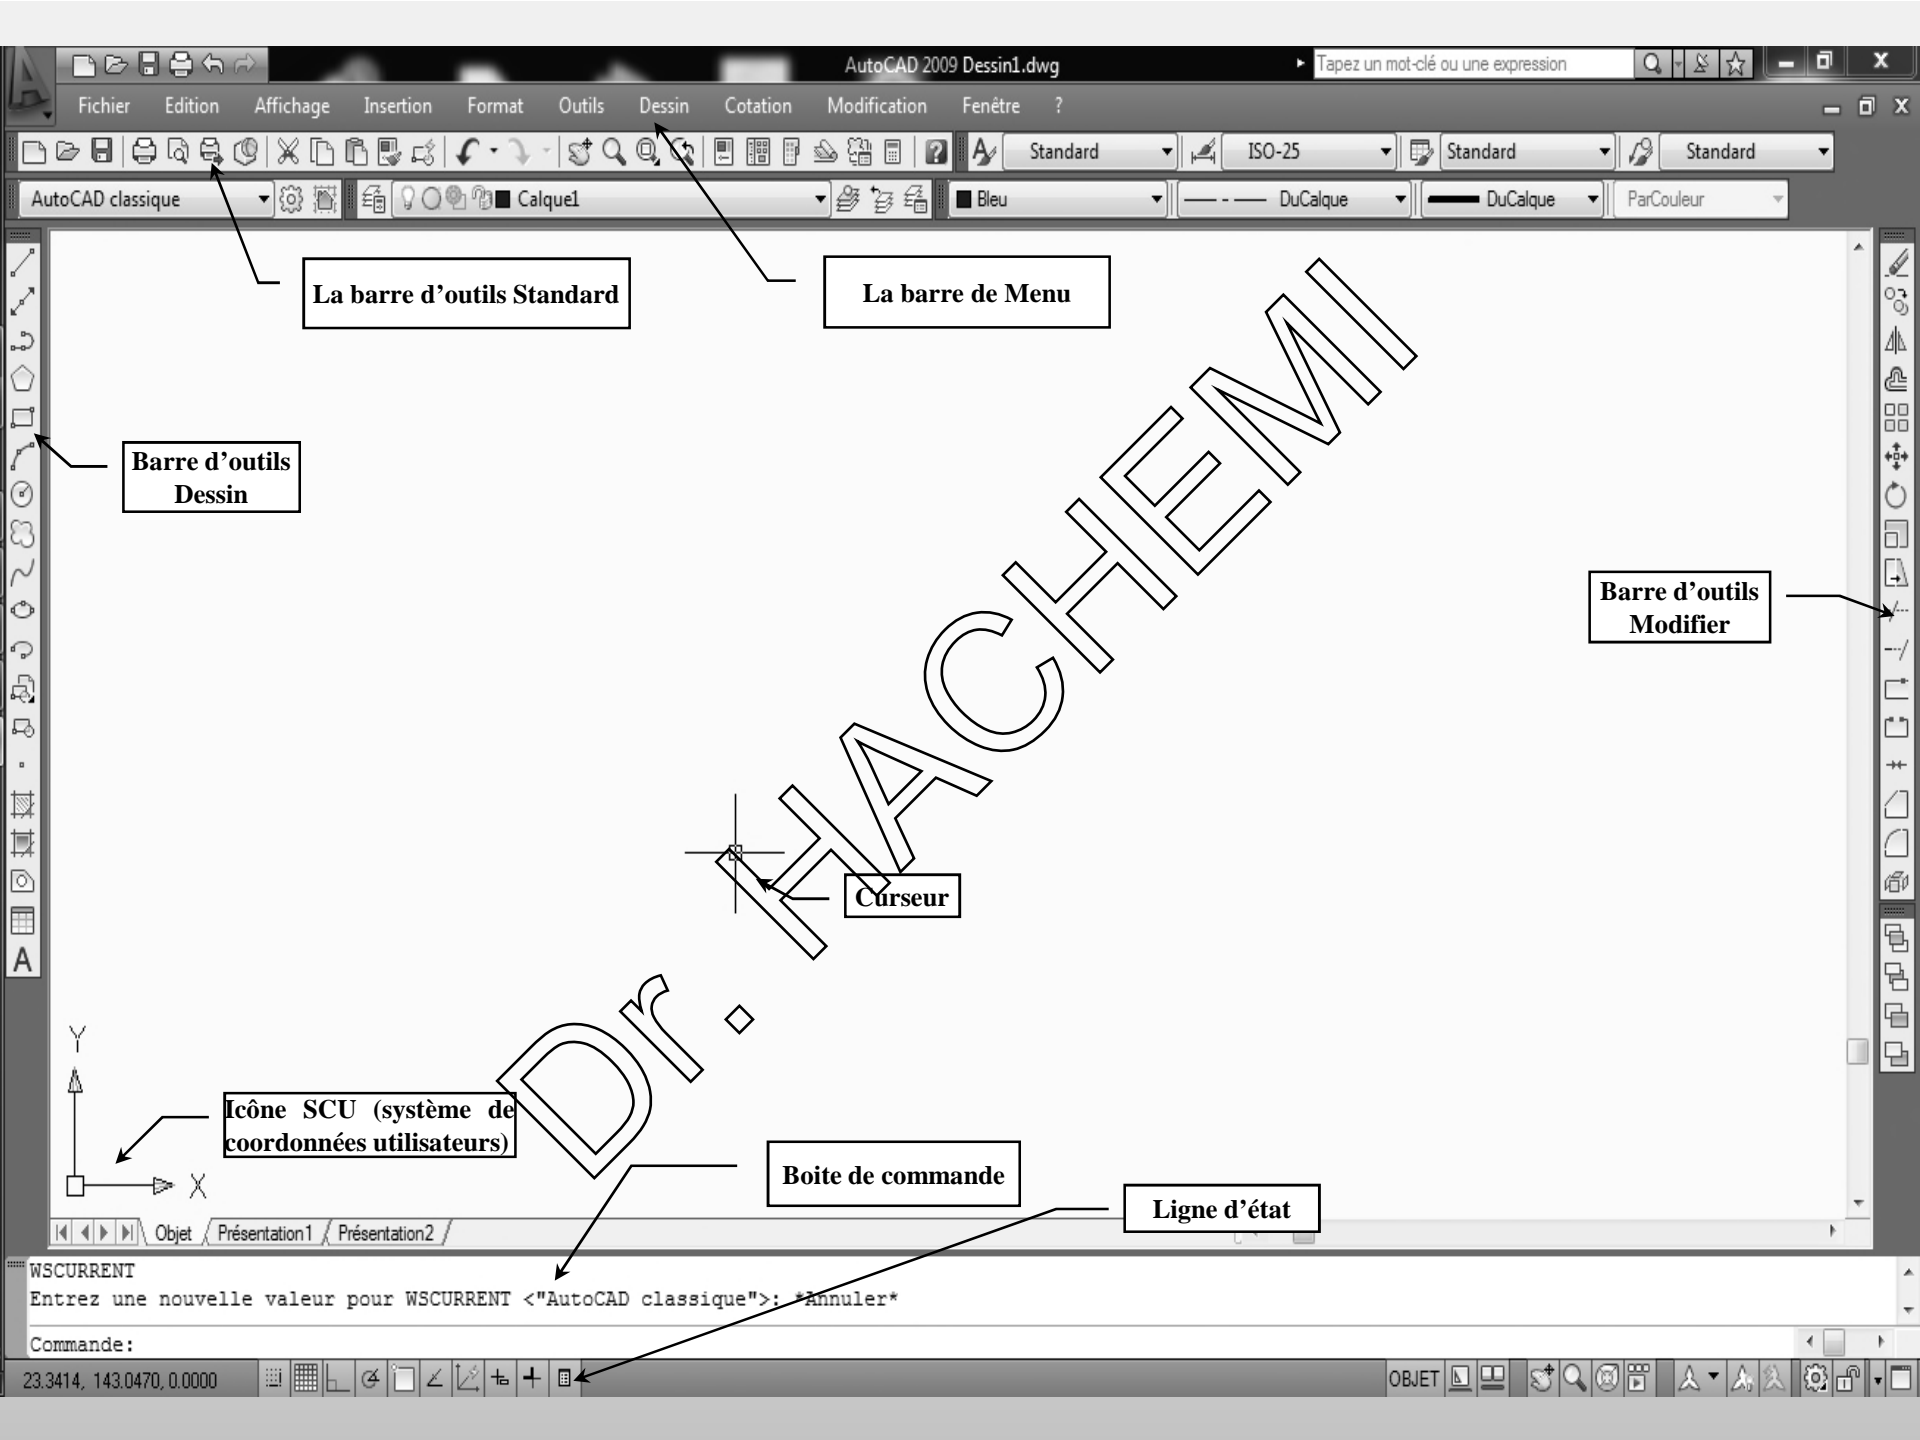 AutoCAD 2009 Dessin1.dwg
Tapez un mot-clé ou une expression
Fichier Edition Affichage Insertion Format Outils Dessin Cotation Modification Fenêtre ?
Standard ISO-25 Standard Standard
AutoCAD classique Calque1 Bleu DuCalque DuCalque ParCouleur
La barre d’outils Standard
La barre de Menu
Barre d’outils
Dessin
Barre d’outils
Modifier
Dr. HACHEMI
Curseur
A
Y
Icône SCU (système de
coordonnées utilisateurs)
X
Boite de commande
Ligne d’état
Objet Présentation1 Présentation2
WSCURRENT
Entrez une nouvelle valeur pour WSCURRENT <"AutoCAD classique">: *Annuler*
Commande:
23.3414, 143.0470, 0.0000
OBJET